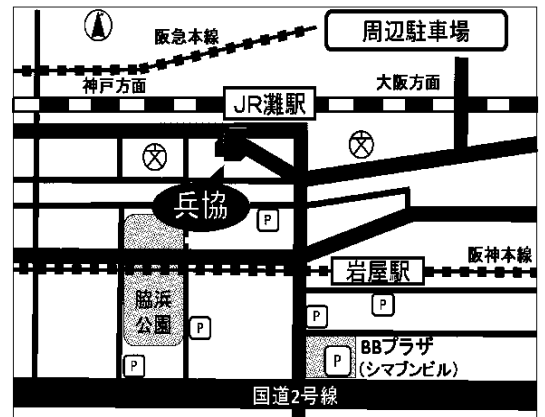 阪急本線
周辺駐車場
神戸方面
大阪方面
JR灘駅
文
文
兵協
P
阪神本線
岩屋駅
脇浜
公園
P
P
P
P
P
BBプラザ
(シマブンビル)
国道2号線